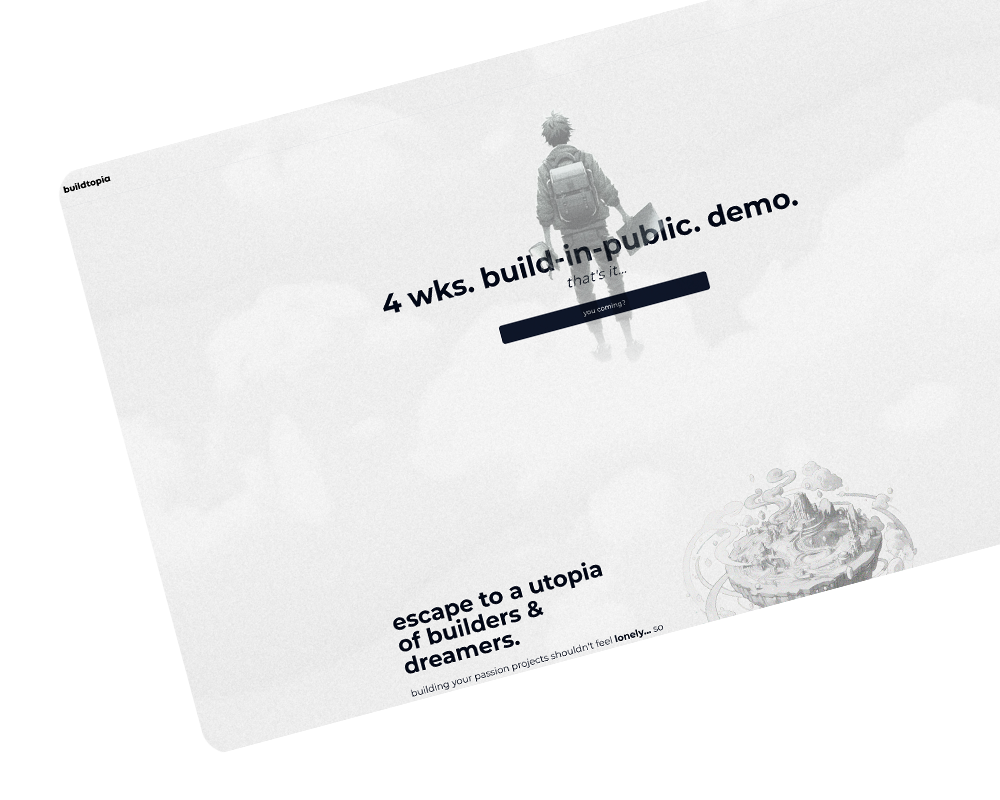 buildtopia
4 wks. build-in-public. demo.
that's it...
you coming?
escape to a utopia
of builders &
dreamers.
building your passion projects shouldn't feel lonely... so